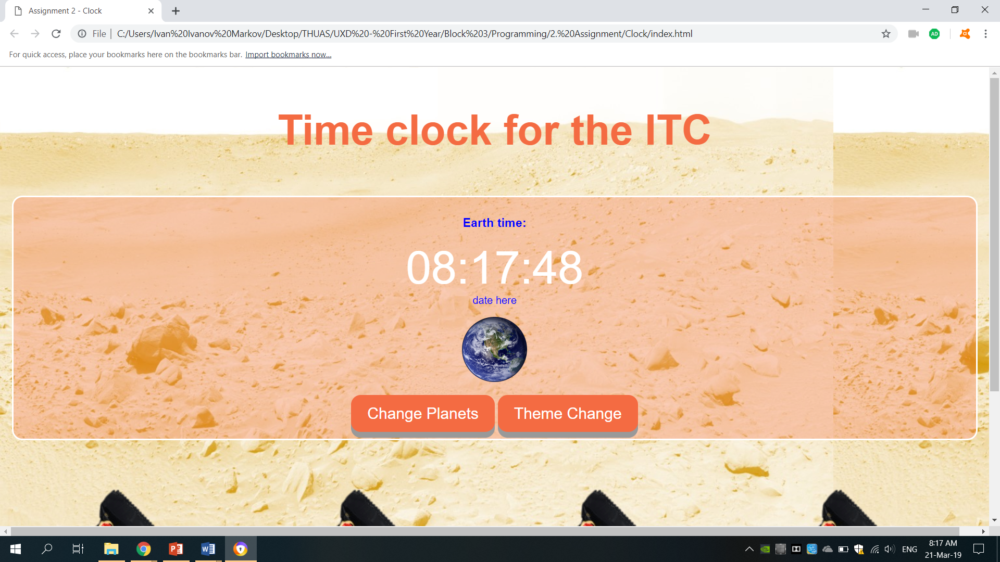 Assignment 2 - Clock
File | C:/Users/Ivan%20Ivanov%20Markov/Desktop/THUAS/UXD%20-%20First%20Year/Block%203/Programming/2.%20Assignment/Clock/index.html
AD
For quick access, place your bookmarks here on the bookmarks bar. Import bookmarks now...
Time clock for the ITC
Earth time:
08:17:48
date here
Change Planets
Theme Change
ENG
8:17 AM
21-Mar-19